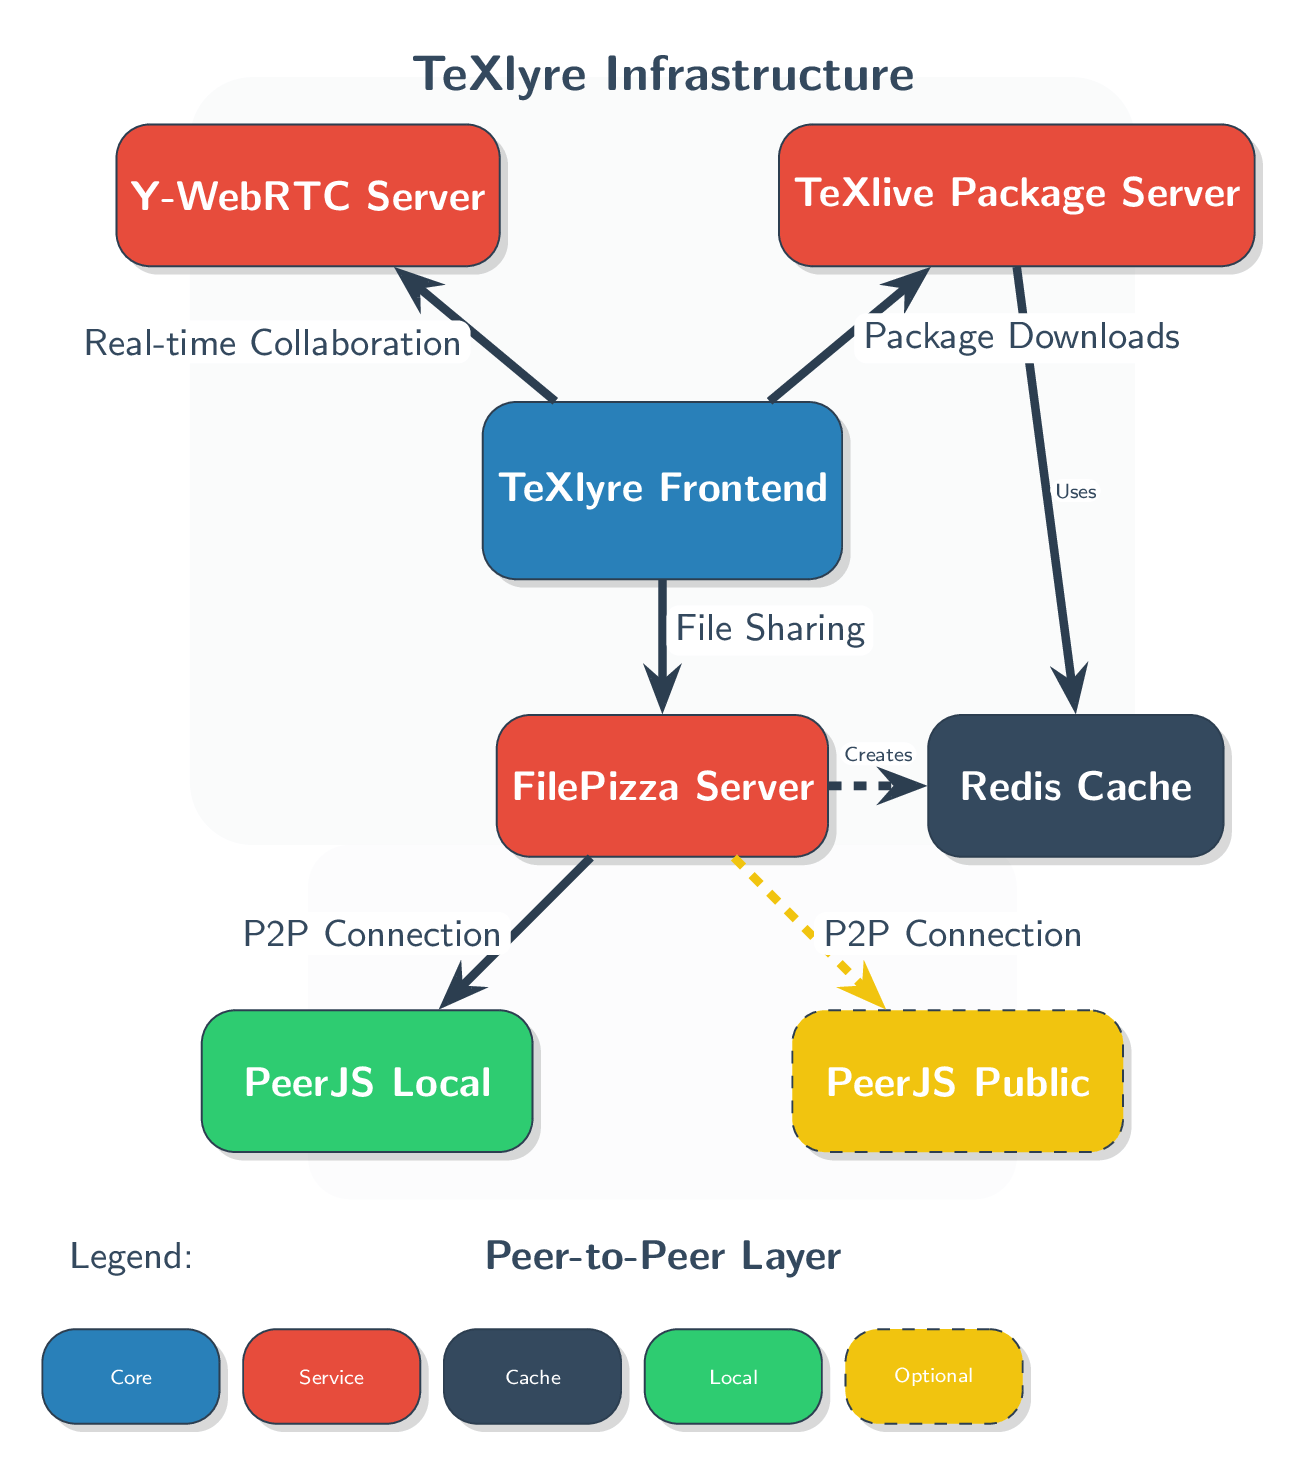 TeXlyre Infrastructure
Y-WebRTC Server
TeXlive Package Server
Real-time Collaboration
Package Downloads
TeXlyre Frontend
Uses
File Sharing
Creates
FilePizza Server
Redis Cache
P2P Connection
P2P Connection
PeerJS Local
PeerJS Public
Legend:
Peer-to-Peer Layer
Core
Service
Cache
Local
Optional